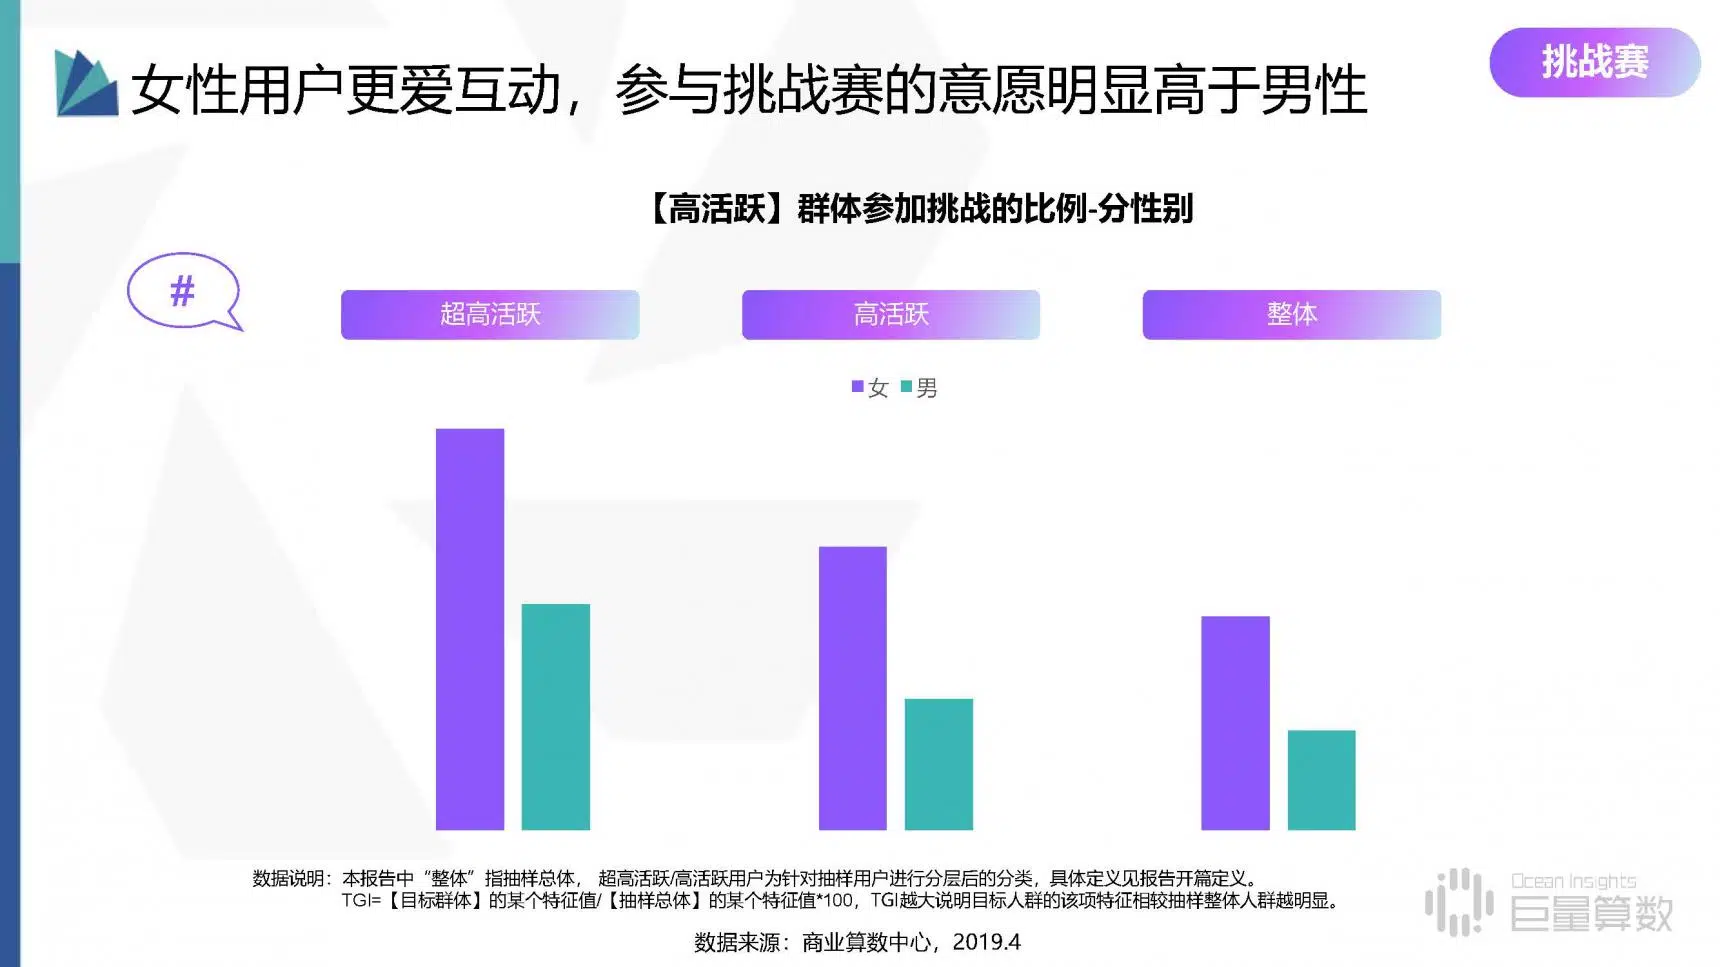 女性用户更爱互动，参与挑战赛的意愿明显高于男性
挑战赛
【高活跃】群体参加挑战的比例-分性别
#
超高活跃
高活跃
整体
女 男
数据说明：本报告中“整体”指抽样总体， 超高活跃/高活跃用户为针对抽样用户进行分层后的分类，具体定义见报告开篇定义。
TGI=【目标群体】的某个特征值/【抽样总体】的某个特征值*100，TGI越大说明目标人群的该项特征相较抽样整体人群越明显。
数据来源：商业算数中心，2019.4
Ocean Insights
巨量算数